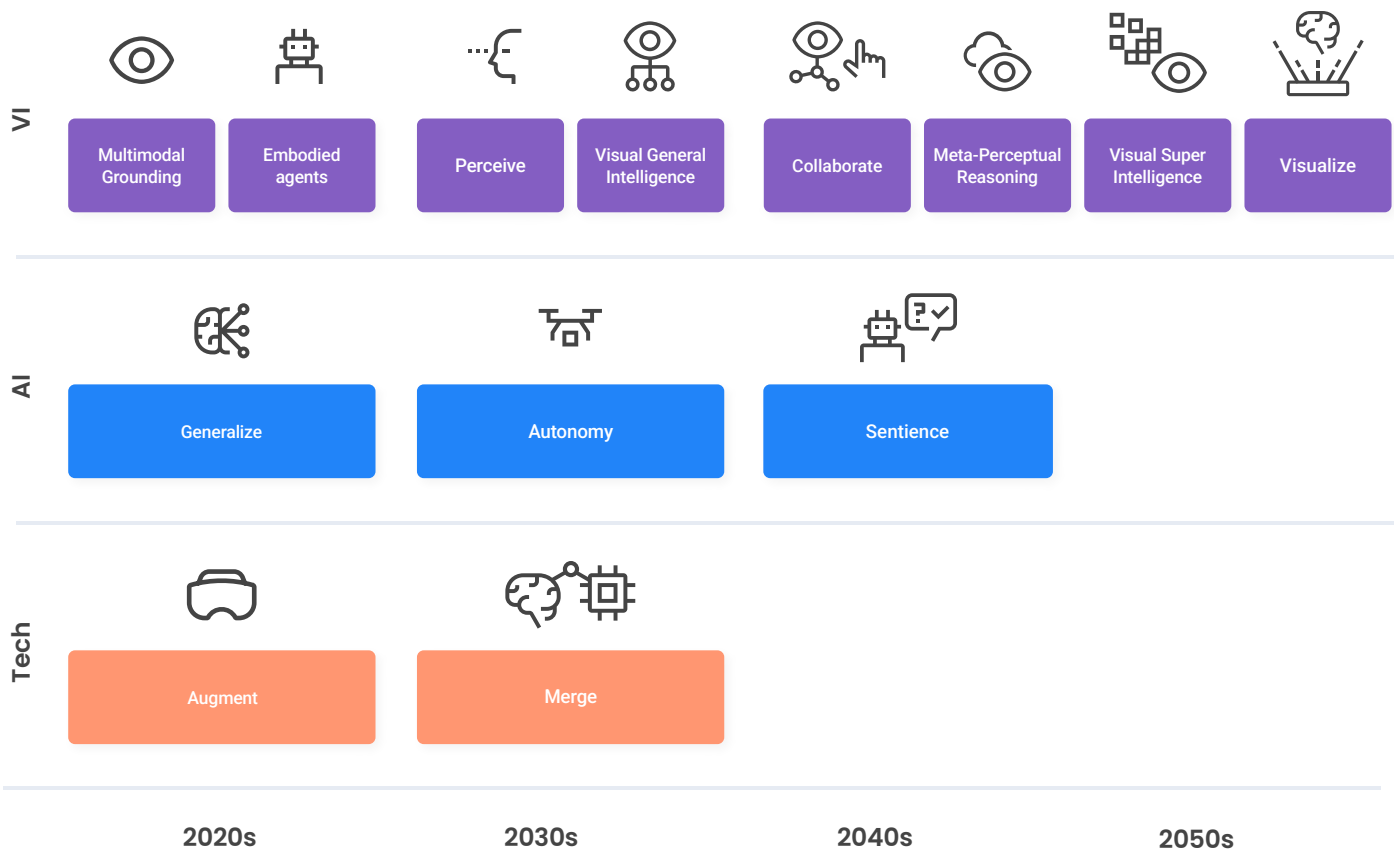 VI
Multimodal
Grounding
Embodied
agents
Perceive
Visual General
Intelligence
Collaborate
Meta-Perceptual
Reasoning
Visual Super
Intelligence
Visualize
AI
Generalize
Autonomy
Sentience
?
Tech
Augment
Merge
2020s
2030s
2040s
2050s